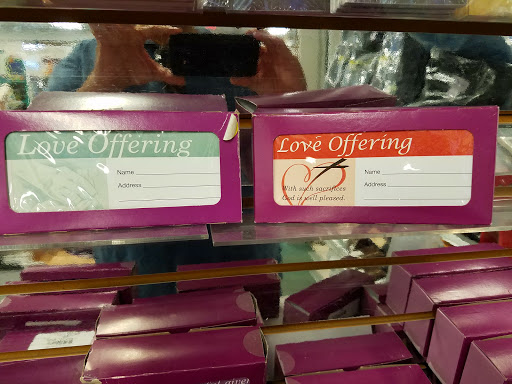 Love Offering
Name
Address
Love Offering
Name
Address
With such sacrifices
God is well pleased.